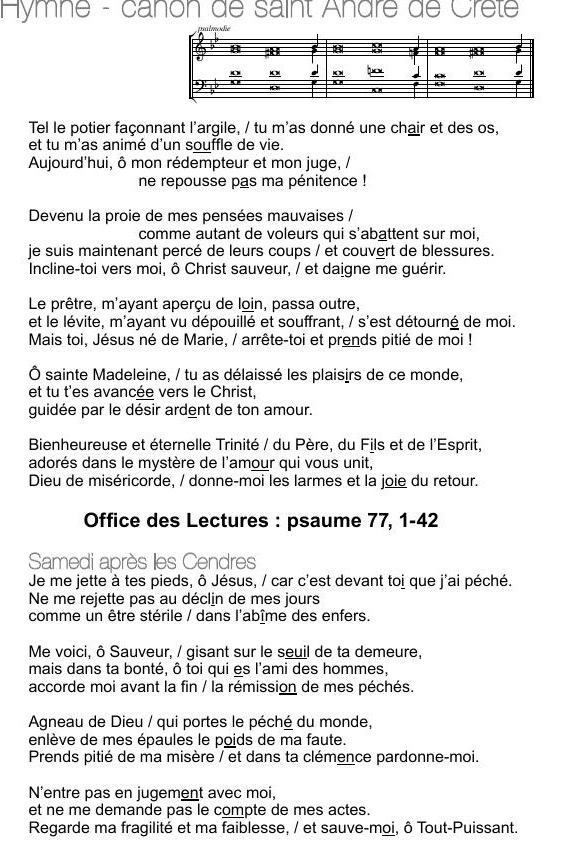 Hymne - canon de saint André de Crète
psalmodie
Tel le potier façonnant l’argile, / tu m’as donné une chair et des os,
et tu m’as animé d’un souffle de vie.
Aujourd’hui, ô mon rédempteur et mon juge, /
ne repousse pas ma pénitence !
Devenu la proie de mes pensées mauvaises /
comme autant de voleurs qui s’abattent sur moi,
je suis maintenant percé de leurs coups / et couvert de blessures.
Incline-toi vers moi, ô Christ sauveur, / et daigne me guérir.
Le prêtre, m’ayant aperçu de loin, passa outre,
et le lévite, m’ayant vu dépouillé et souffrant, / s’est détourné de moi.
Mais toi, Jésus né de Marie, / arrête-toi et prends pitié de moi !
Ô sainte Madeleine, / tu as délaissé les plaisirs de ce monde,
et tu t’es avancée vers le Christ,
guidée par le désir ardent de ton amour.
Bienheureuse et éternelle Trinité / du Père, du Fils et de l’Esprit,
adorés dans le mystère de l’amour qui vous unit,
Dieu de miséricorde, / donne-moi les larmes et la joie du retour.
Office des Lectures : psaume 77, 1-42
Samedi après les Cendres
Je me jette à tes pieds, ô Jésus, / car c’est devant toi que j’ai péché.
Ne me rejette pas au déclin de mes jours
comme un être stérile / dans l’abîme des enfers.
Me voici, ô Sauveur, / gisant sur le seuil de ta demeure,
mais dans ta bonté, ô toi qui es l’ami des hommes,
accorde moi avant la fin / la rémission de mes péchés.
Agneau de Dieu / qui portes le péché du monde,
enlève de mes épaules le poids de ma faute.
Prends pitié de ma misère / et dans ta clémence pardonne-moi.
N’entre pas en jugement avec moi,
et ne me demande pas le compte de mes actes.
Regarde ma fragilité et ma faiblesse, / et sauve-moi, ô Tout-Puissant.